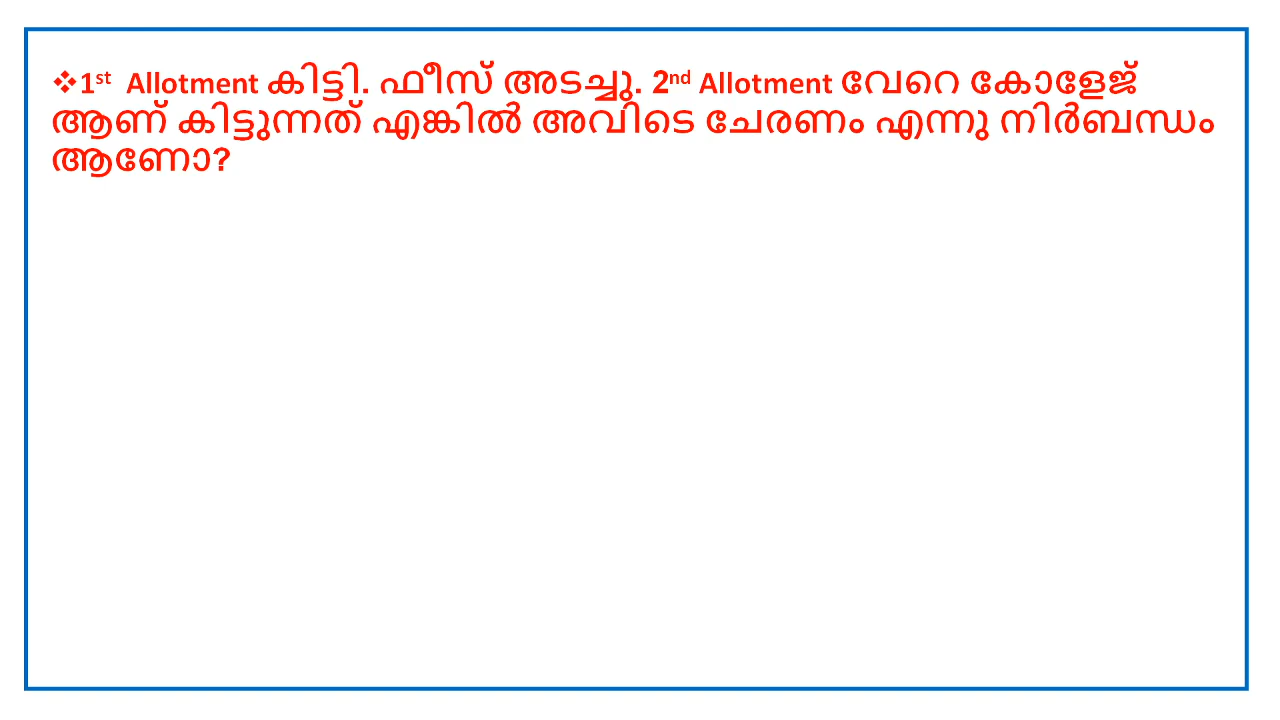 ❖1st Allotment കിട്ടി. ഫീസ് അടച്ചു. 2nd Allotment വേറെ കോളേജ്
ആണ് കിട്ടുന്നത് എങ്കിൽ അവിടെ ചേരണം എന്നു നിർബന്ധം
ആണോ?